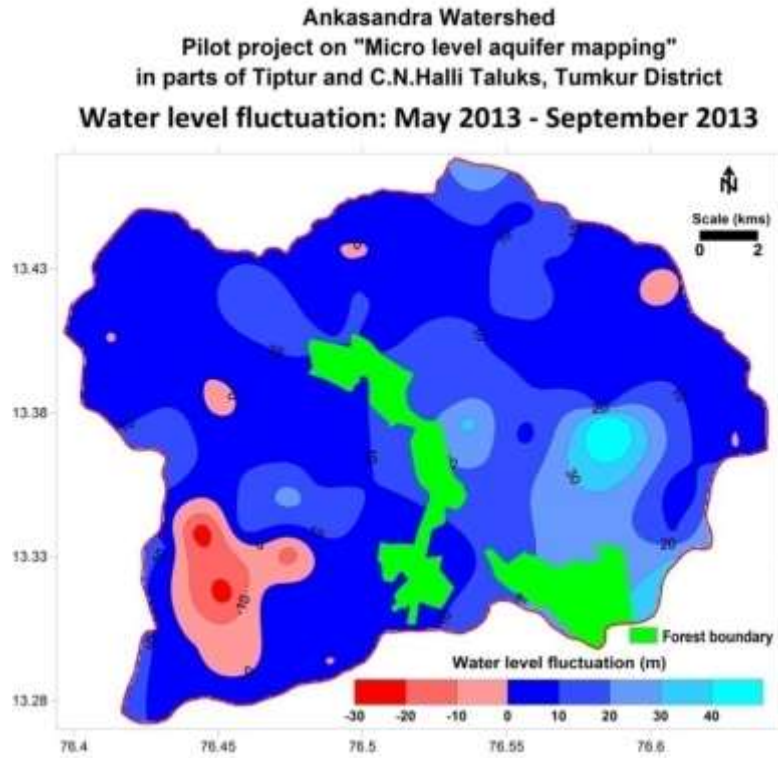 Ankasandra Watershed
Pilot project on "Micro level aquifer mapping"
in parts of Tiptur and C.N.Halli Taluks, Tumkur District
Water level fluctuation: May 2013 - September 2013
N
Scale (kms)
0 2
13.43
13.38
13.33
13.28
20
-10
20
Forest boundary
Water level fluctuation (m)
-30 -20 -10 0 10 20 30 40
76.4 76.45 76.5 76.55 76.6